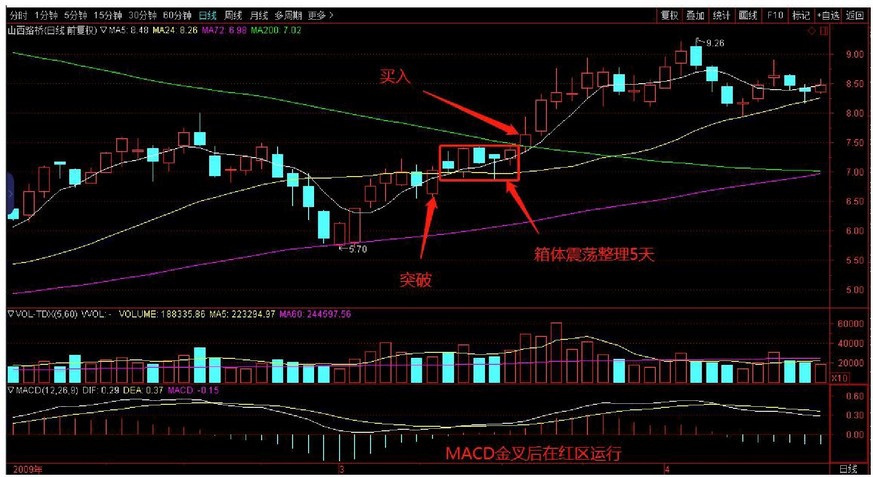 分时 1分钟 5分钟 15分钟 30分钟 60分钟 日线 周线 月线 多周期 更多> 复权 叠加 统计 画线 F10 标记 +自选 返回
山西路桥(日线 前复权) ▽MA5: 8.48 MA24: 8.26 MA72: 6.98 MA200: 7.02
9.26
9.00
买入
8.50
8.00
7.50
7.00
6.50
6.00
5.70
箱体震荡整理5天
5.50
突破
5.00
▽VOL-TDX(5,60) VVOL: - VOLUME: 188335.86 MA5: 223294.97 MA60: 244597.56
60000
40000
20000
X10
▽MACD(12,26,9) DIF: 0.29 DEA: 0.37 MACD -0.15
0.60
0.30
0.00
MACD金叉后在红区运行
2009年 3 4 日线